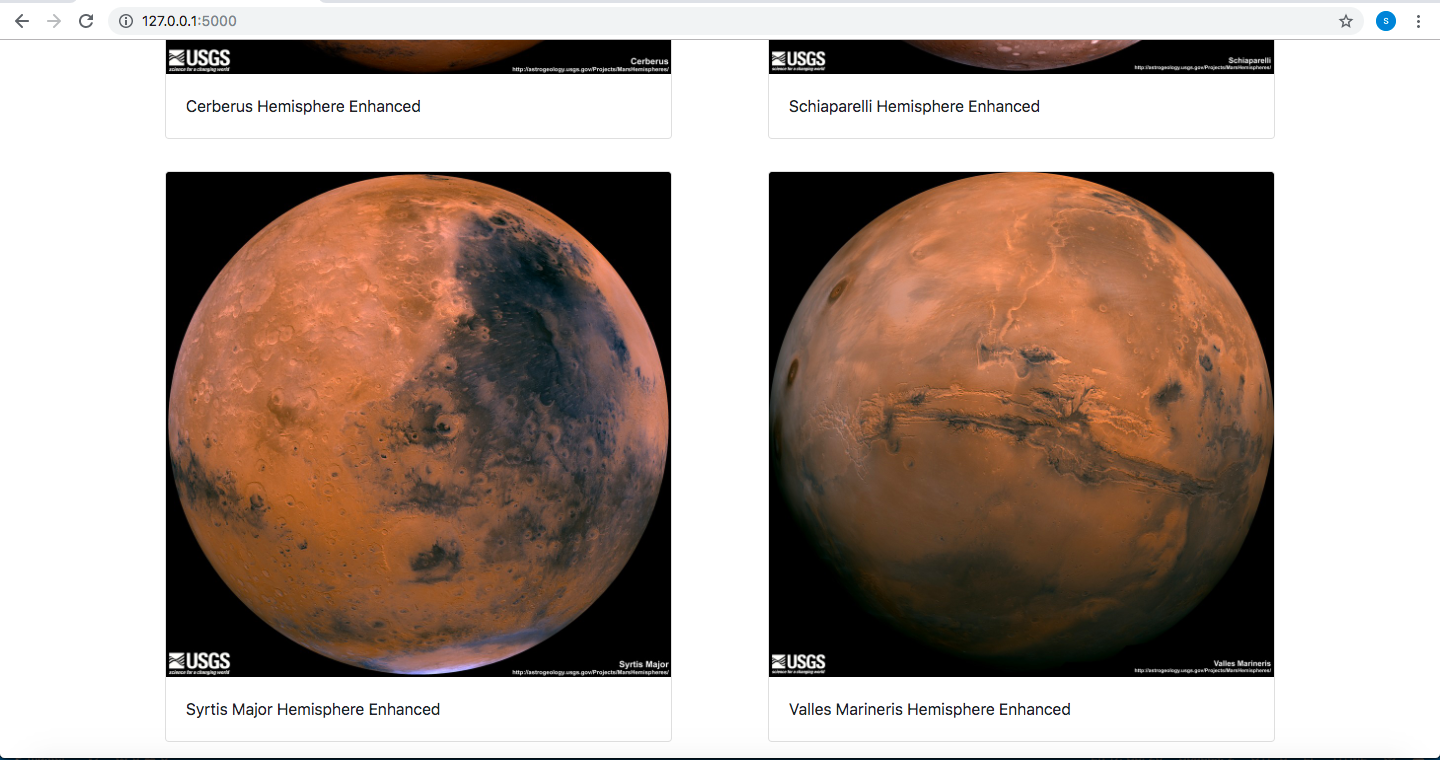 127.0.0.1:5000
USGS
science for a changing world
Cerberus
http://astrogeology.usgs.gov/Projects/MarsHemispheres/
Cerberus Hemisphere Enhanced
USGS
science for a changing world
Schiaparelli
http://astrogeology.usgs.gov/Projects/MarsHemispheres/
Schiaparelli Hemisphere Enhanced
USGS
science for a changing world
Syrtis Major
http://astrogeology.usgs.gov/Projects/MarsHemispheres/
Syrtis Major Hemisphere Enhanced
USGS
science for a changing world
Valles Marineris
http://astrogeology.usgs.gov/Projects/MarsHemispheres/
Valles Marineris Hemisphere Enhanced
S